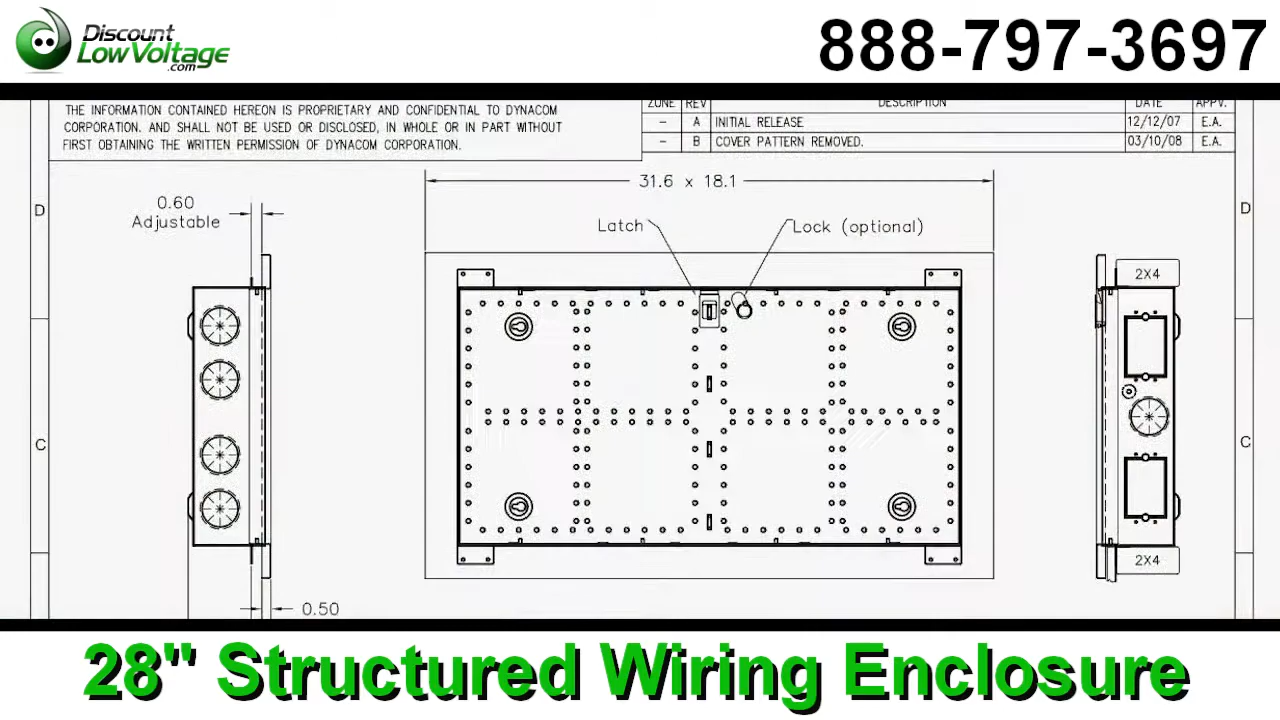 Discount
LowVoltage
.com
888-797-3697
THE INFORMATION CONTAINED HEREON IS PROPRIETARY AND CONFIDENTIAL TO DYNACOM
CORPORATION. AND SHALL NOT BE USED OR DISCLOSED, IN WHOLE OR IN PART WITHOUT
FIRST OBTAINING THE WRITTEN PERMISSION OF DYNACOM CORPORATION.
ZONE REV DESCRIPTION DATE APPV.
- A INITIAL RELEASE 12/12/07 E.A.
- B COVER PATTERN REMOVED. 03/10/08 E.A.
31.6 x 18.1
D
0.60
Adjustable
Latch
Lock (optional)
D
2X4
C
C
2X4
0.50
28" Structured Wiring Enclosure